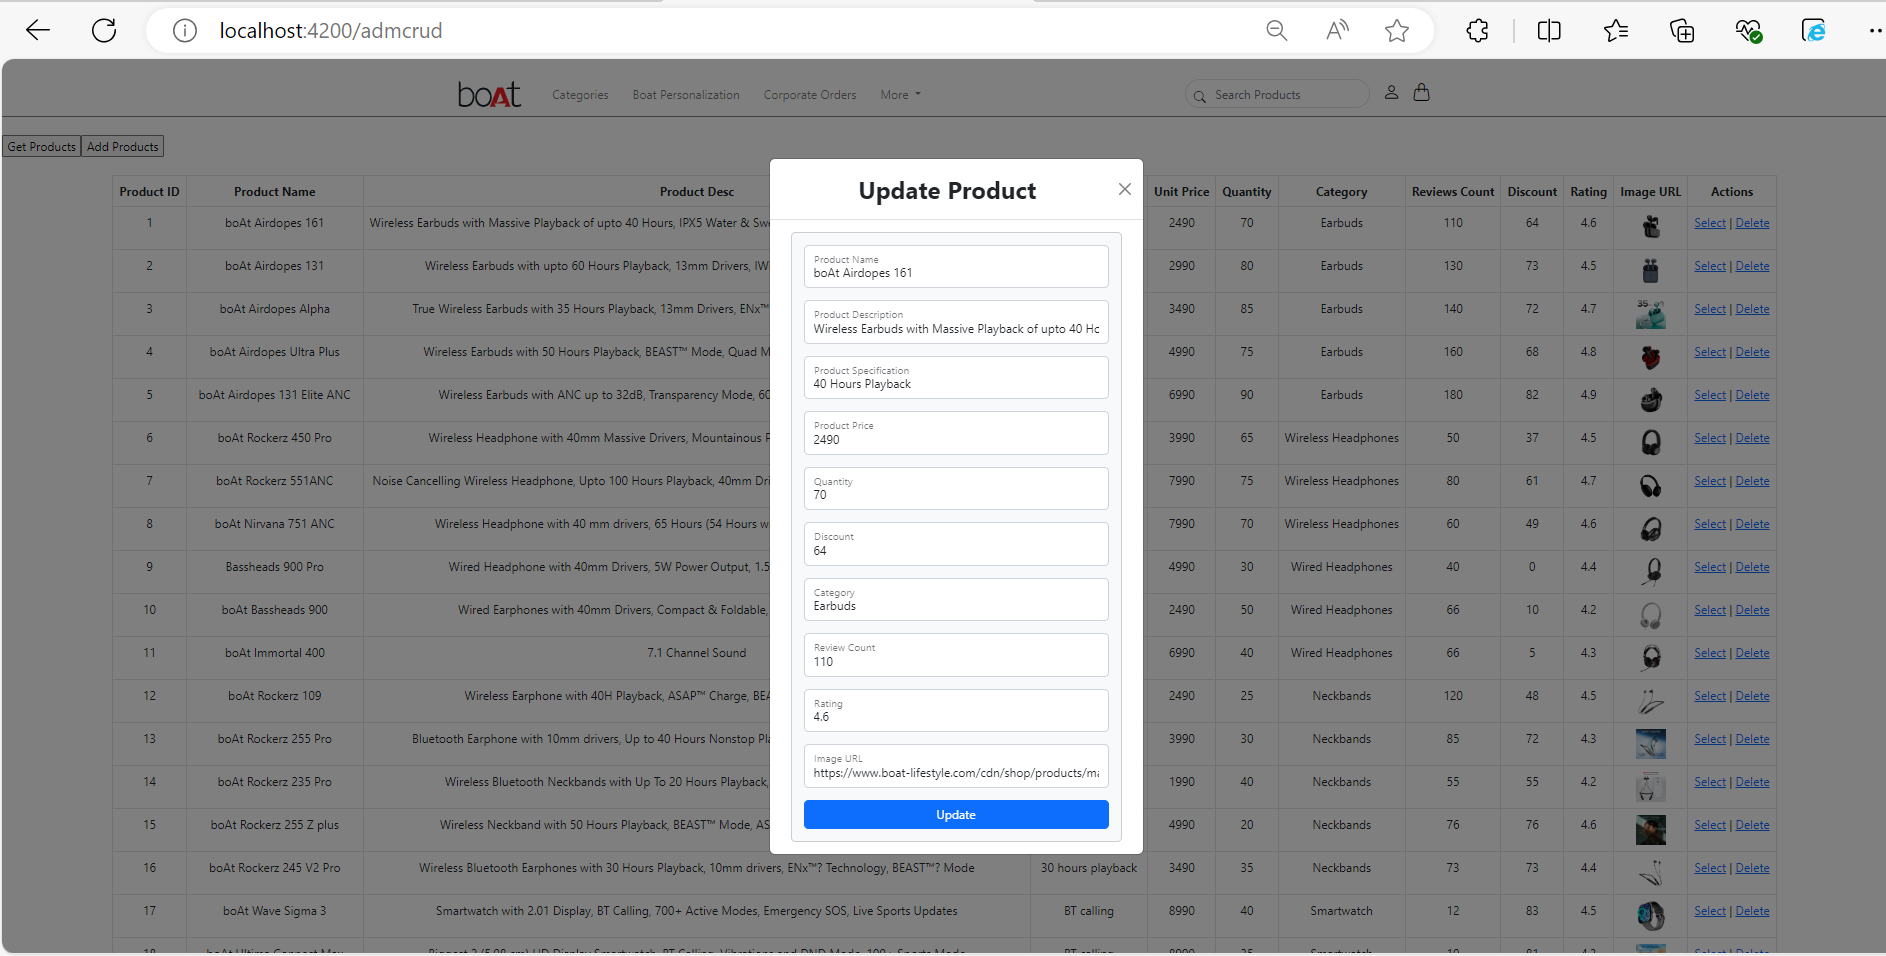 localhost:4200/admcrud
boAt Categories Boat Personalization Corporate Orders More Search Products
Get Products Add Products
Update Product
Product Name
boAt Airdopes 161
Product Description
Wireless Earbuds with Massive Playback of upto 40 Hc
Product Specification
40 Hours Playback
Product Price
2490
Quantity
70
Discount
64
Category
Earbuds
Review Count
110
Rating
4.6
Image URL
https://www.boat-lifestyle.com/cdn/shop/products/ma
Update
Product ID Product Name Product Desc Unit Price Quantity Category Reviews Count Discount Rating Image URL Actions
1 boAt Airdopes 161 Wireless Earbuds with Massive Playback of upto 40 Hours, IPX5 Water & Swe 2490 70 Earbuds 110 64 4.6 Select | Delete
2 boAt Airdopes 131 Wireless Earbuds with upto 60 Hours Playback, 13mm Drivers, IW 2990 80 Earbuds 130 73 4.5 Select | Delete
3 boAt Airdopes Alpha True Wireless Earbuds with 35 Hours Playback, 13mm Drivers, ENx™ 3490 85 Earbuds 140 72 4.7 35 Select | Delete
4 boAt Airdopes Ultra Plus Wireless Earbuds with 50 Hours Playback, BEAST™ Mode, Quad M 4990 75 Earbuds 160 68 4.8 Select | Delete
5 boAt Airdopes 131 Elite ANC Wireless Earbuds with ANC up to 32dB, Transparency Mode, 60 6990 90 Earbuds 180 82 4.9 Select | Delete
6 boAt Rockerz 450 Pro Wireless Headphone with 40mm Massive Drivers, Mountainous P 3990 65 Wireless Headphones 50 37 4.5 Select | Delete
7 boAt Rockerz 551ANC Noise Cancelling Wireless Headphone, Upto 100 Hours Playback, 40mm Dri 7990 75 Wireless Headphones 80 61 4.7 Select | Delete
8 boAt Nirvana 751 ANC Wireless Headphone with 40 mm drivers, 65 Hours (54 Hours w 7990 70 Wireless Headphones 60 49 4.6 Select | Delete
9 Bassheads 900 Pro Wired Headphone with 40mm Drivers, 5W Power Output, 1.5 4990 30 Wired Headphones 40 0 4.4 Select | Delete
10 boAt Bassheads 900 Wired Earphones with 40mm Drivers, Compact & Foldable, 2490 50 Wired Headphones 66 10 4.2 Select | Delete
11 boAt Immortal 400 7.1 Channel Sound 6990 40 Wired Headphones 66 5 4.3 Select | Delete
12 boAt Rockerz 109 Wireless Earphone with 40H Playback, ASAP™ Charge, BEA 2490 25 Neckbands 120 48 4.5 Select | Delete
13 boAt Rockerz 255 Pro Bluetooth Earphone with 10mm drivers, Up to 40 Hours Nonstop Pla 3990 30 Neckbands 85 72 4.3 Select | Delete
14 boAt Rockerz 235 Pro Wireless Bluetooth Neckbands with Up To 20 Hours Playback, 1990 40 Neckbands 55 55 4.2 Select | Delete
15 boAt Rockerz 255 Z plus Wireless Neckband with 50 Hours Playback, BEAST™ Mode, AS 4990 20 Neckbands 76 76 4.6 Select | Delete
16 boAt Rockerz 245 V2 Pro Wireless Bluetooth Earphones with 30 Hours Playback, 10mm drivers, ENx™? Technology, BEAST™? Mode 30 hours playback 3490 35 Neckbands 73 73 4.4 Select | Delete
17 boAt Wave Sigma 3 Smartwatch with 2.01 Display, BT Calling, 700+ Active Modes, Emergency SOS, Live Sports Updates BT calling 8990 40 Smartwatch 12 83 4.5 Select | Delete